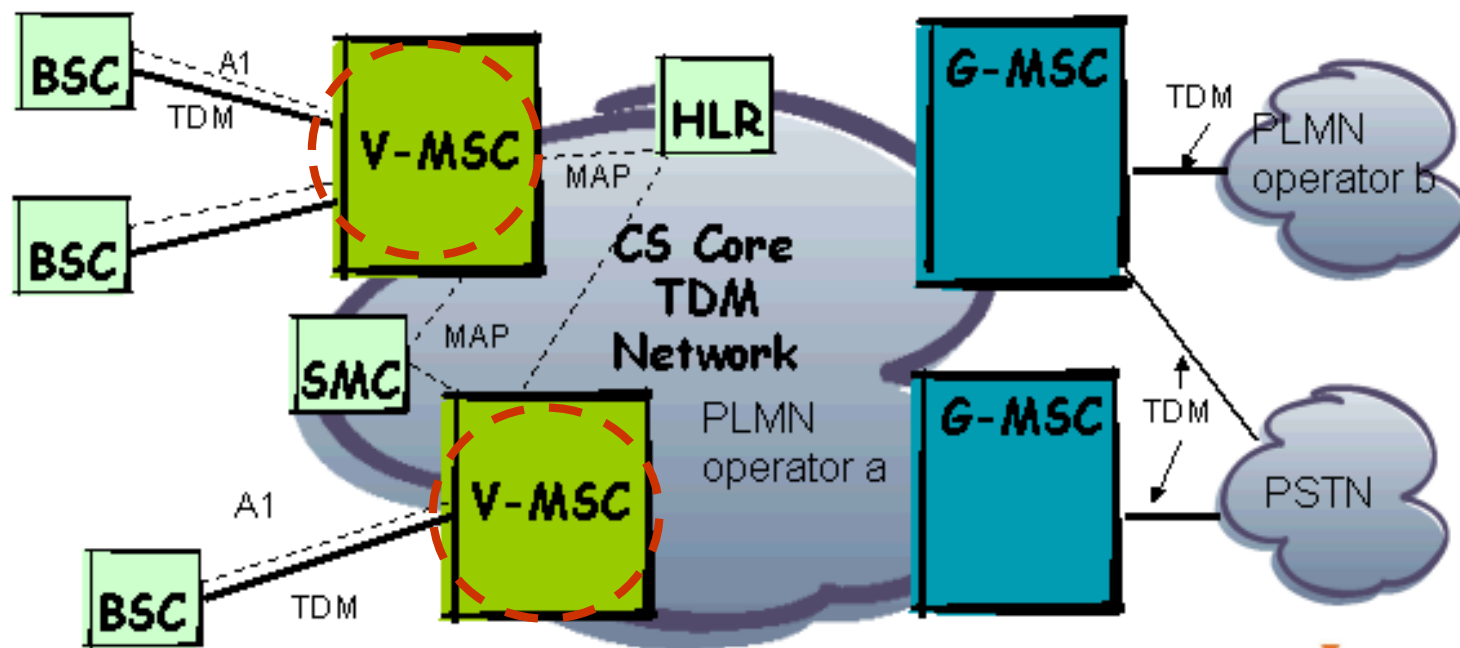 BSC
A1
TDM
V-MSC
HLR
MAP
G-MSC
TDM
PLMN
operator b
BSC
CS Core
TDM
Network
MAP
SMC
PLMN
operator a
G-MSC
TDM
PSTN
V-MSC
A1
BSC
TDM